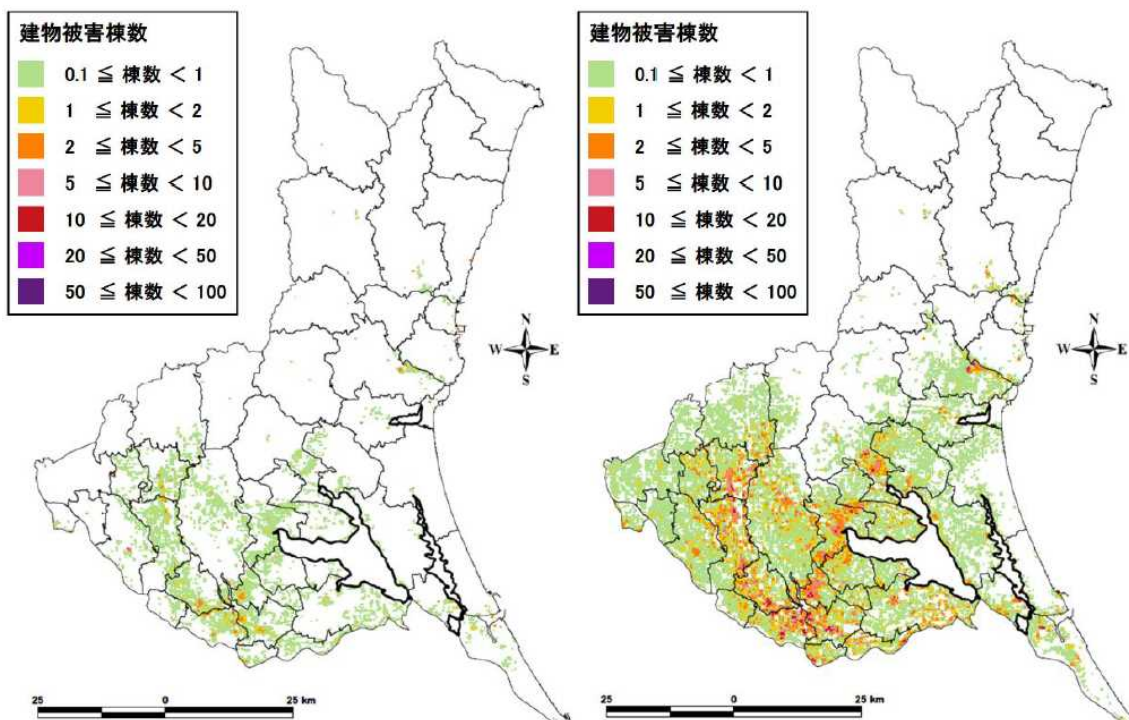 建物被害棟数
0.1 ≦ 棟数 < 1
1 ≦ 棟数 < 2
2 ≦ 棟数 < 5
5 ≦ 棟数 < 10
10 ≦ 棟数 < 20
20 ≦ 棟数 < 50
50 ≦ 棟数 < 100
N
W E
S
25 0 25 km
建物被害棟数
0.1 ≦ 棟数 < 1
1 ≦ 棟数 < 2
2 ≦ 棟数 < 5
5 ≦ 棟数 < 10
10 ≦ 棟数 < 20
20 ≦ 棟数 < 50
50 ≦ 棟数 < 100
N
W E
S
25 0 25 km